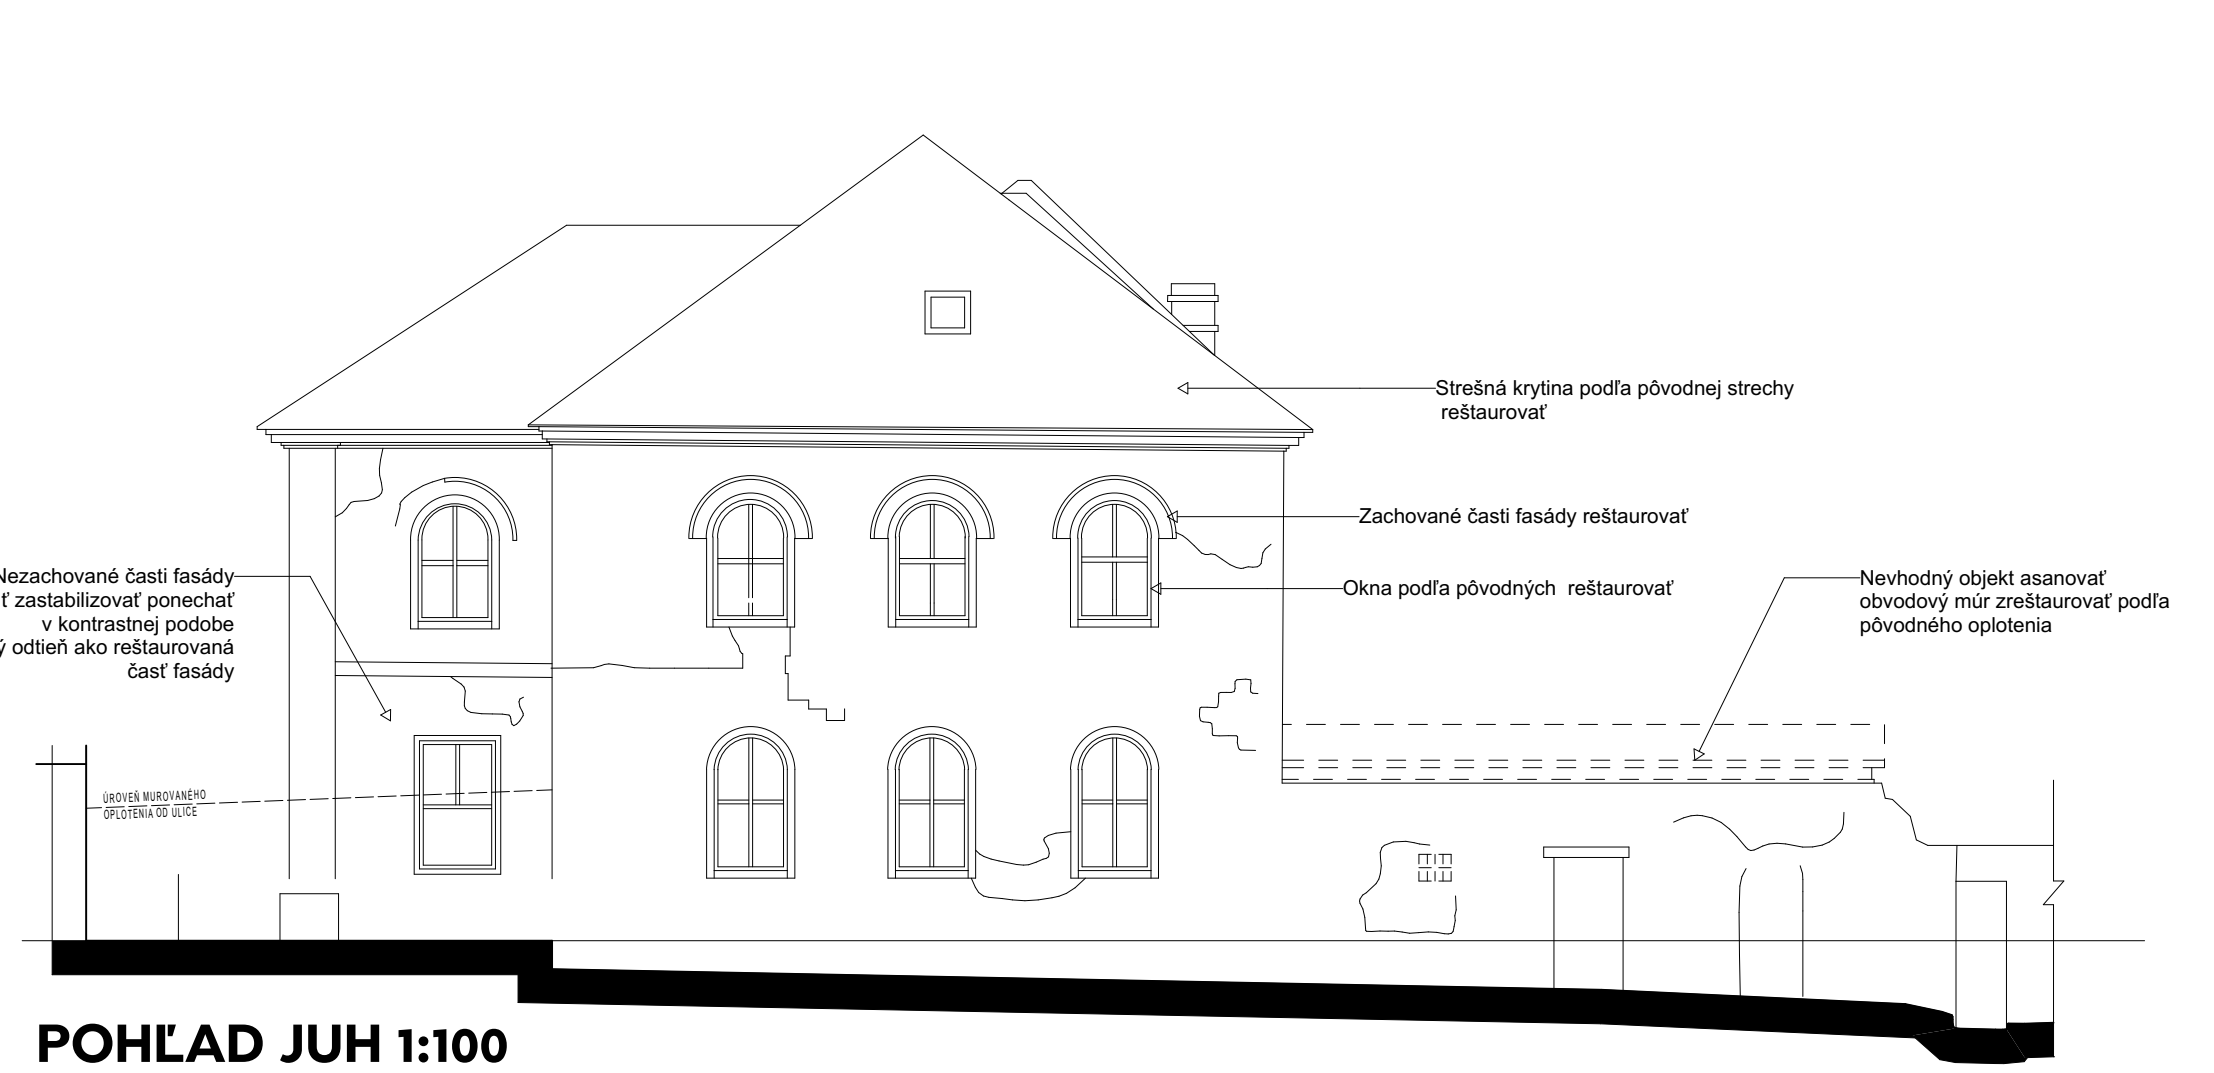 Strešná krytina podľa pôvodnej strechy
reštaurovať
Zachované časti fasády reštaurovať
Okna podľa pôvodných  reštaurovať
Nezachované časti fasády
ť zastabilizovať ponechať
v kontrastnej podobe
ý odtieň ako reštaurovaná
časť fasády
Nevhodný objekt asanovať
obvodový múr zreštaurovať podľa
pôvodného oplotenia
ÚROVEŇ MUROVANÉHO
OPLOTENIA OD ULICE
POHĽAD JUH 1:100